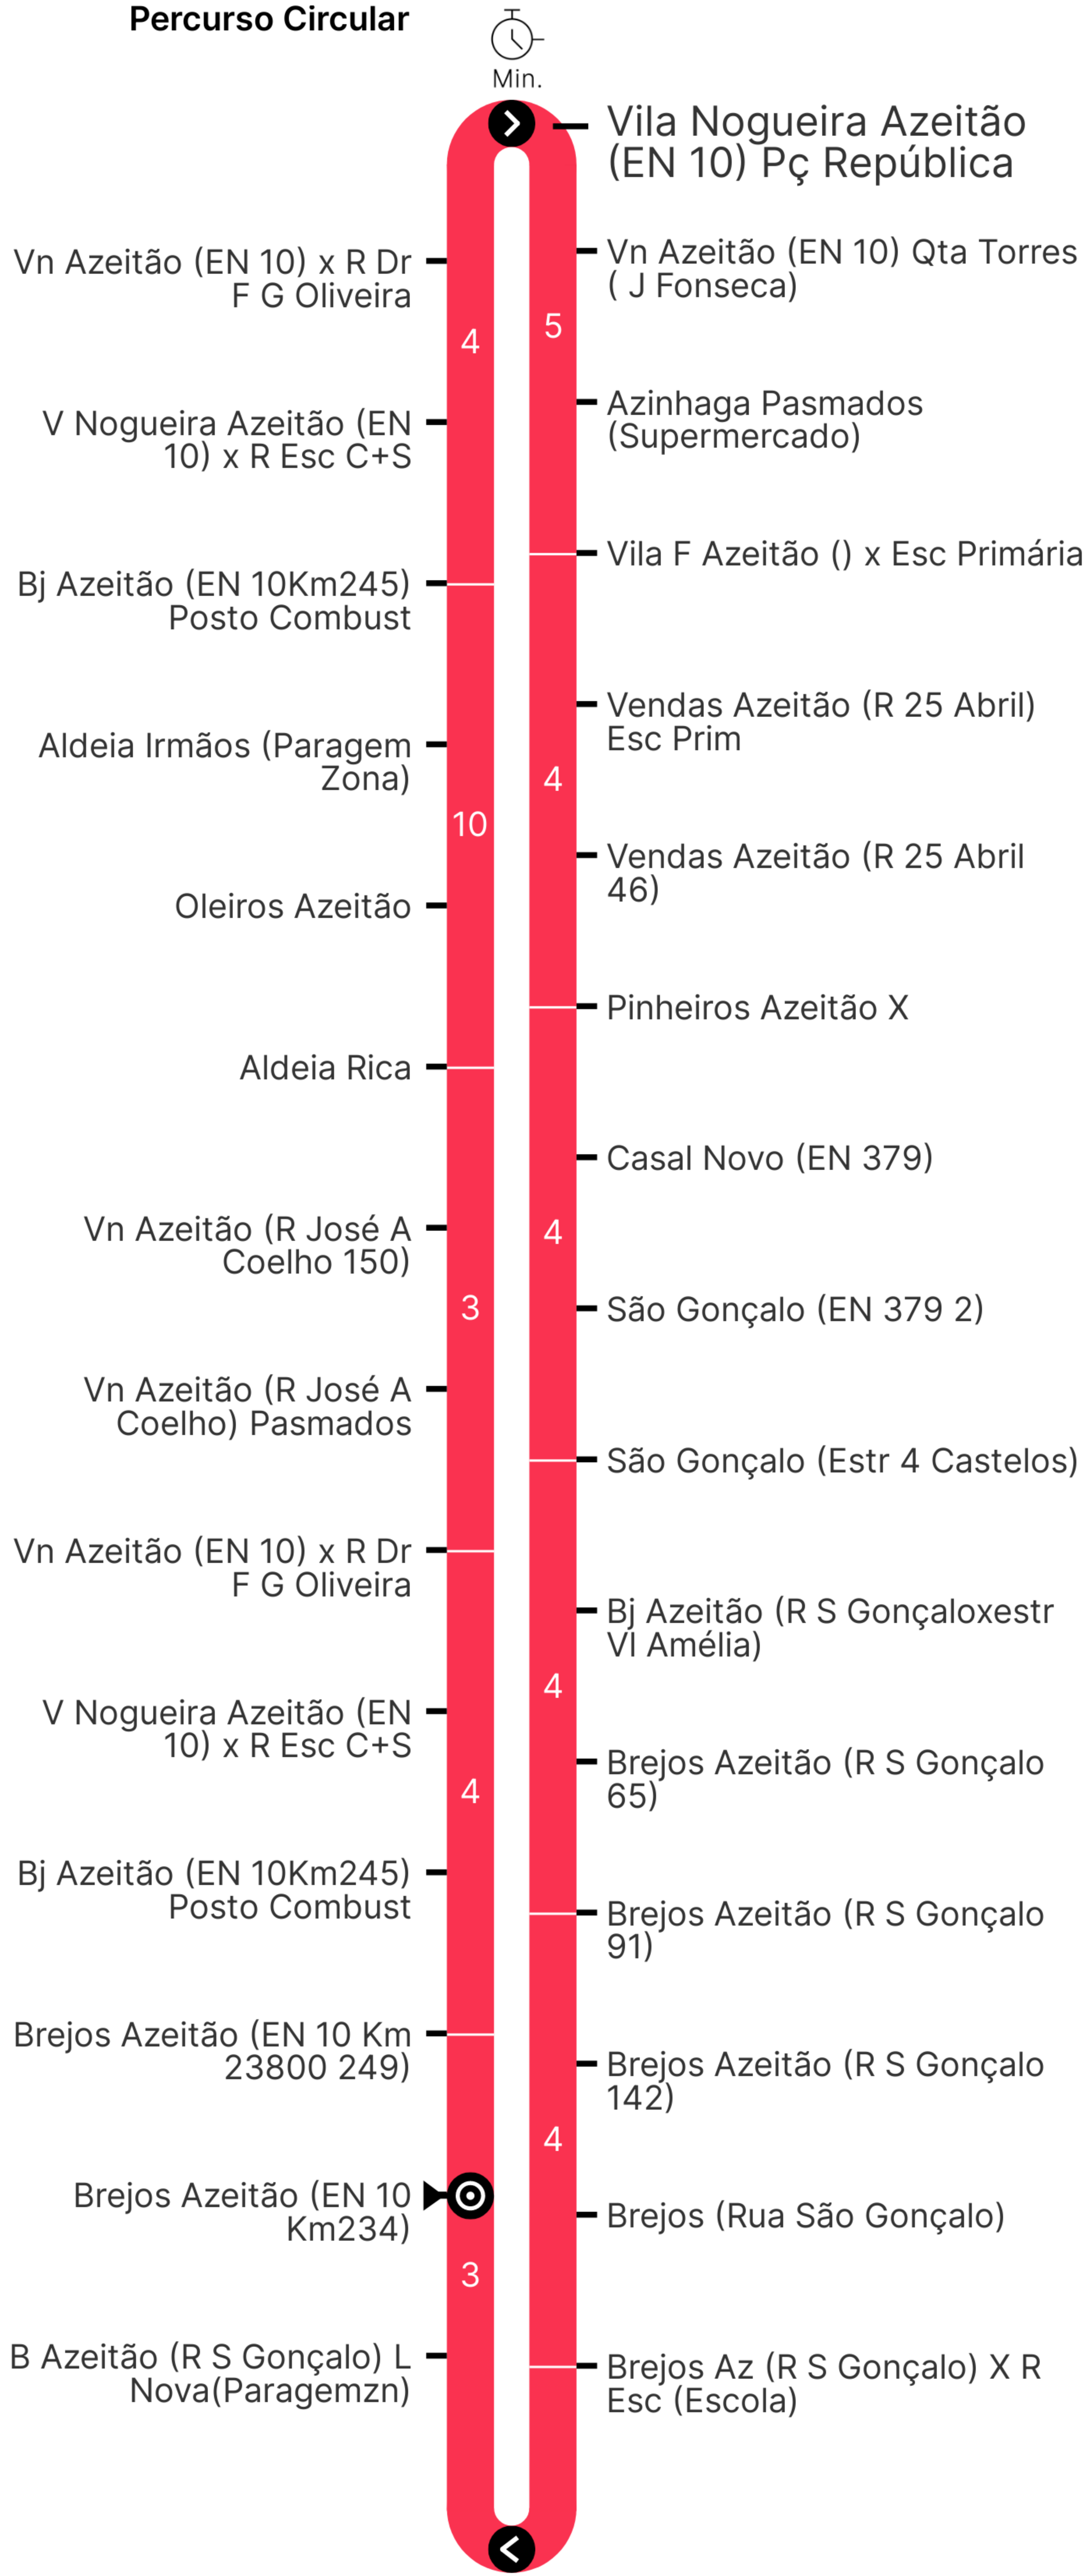 Percurso Circular
Min.
Vila Nogueira Azeitão
(EN 10) Pç República
Vn Azeitão (EN 10) Qta Torres
( J Fonseca)
5
Azinhaga Pasmados
(Supermercado)
Vila F Azeitão () x Esc Primária
Vendas Azeitão (R 25 Abril)
Esc Prim
4
Vendas Azeitão (R 25 Abril
46)
Pinheiros Azeitão X
Casal Novo (EN 379)
4
São Gonçalo (EN 379 2)
São Gonçalo (Estr 4 Castelos)
Bj Azeitão (R S Gonçaloxestr
Vl Amélia)
4
Brejos Azeitão (R S Gonçalo
65)
Brejos Azeitão (R S Gonçalo
91)
Brejos Azeitão (R S Gonçalo
142)
4
Brejos (Rua São Gonçalo)
Brejos Az (R S Gonçalo) X R
Esc (Escola)
Vn Azeitão (EN 10) x R Dr
F G Oliveira
4
V Nogueira Azeitão (EN
10) x R Esc C+S
Bj Azeitão (EN 10Km245)
Posto Combust
Aldeia Irmãos (Paragem
Zona)
10
Oleiros Azeitão
Aldeia Rica
Vn Azeitão (R José A
Coelho 150)
3
Vn Azeitão (R José A
Coelho) Pasmados
Vn Azeitão (EN 10) x R Dr
F G Oliveira
V Nogueira Azeitão (EN
10) x R Esc C+S
4
Bj Azeitão (EN 10Km245)
Posto Combust
Brejos Azeitão (EN 10 Km
23800 249)
Brejos Azeitão (EN 10
Km234)
3
B Azeitão (R S Gonçalo) L
Nova(Paragemzn)